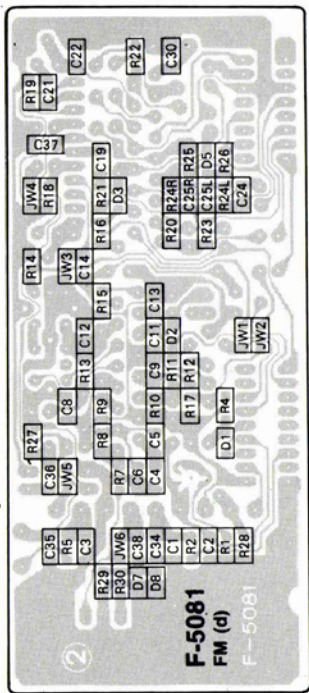 C22
R22
C30
R19
C21
C37
C19
R25
D5
R26
JW4
R18
R21
D3
R24R
C25R
C25L
R24L
C24
R16
R20
R23
R14
JW3
C14
R15
C13
C12
C11
D2
JW1
JW2
R13
C9
R11
R12
C8
R9
R10
R17
R4
R27
R8
C5
D1
C36
JW5
R7
C6
C4
C35
R5
C3
JW6
C38
C34
C1
R2
C2
R1
R28
R29
R30
D7
D8
2
F-5081
FM (d)
F-5081